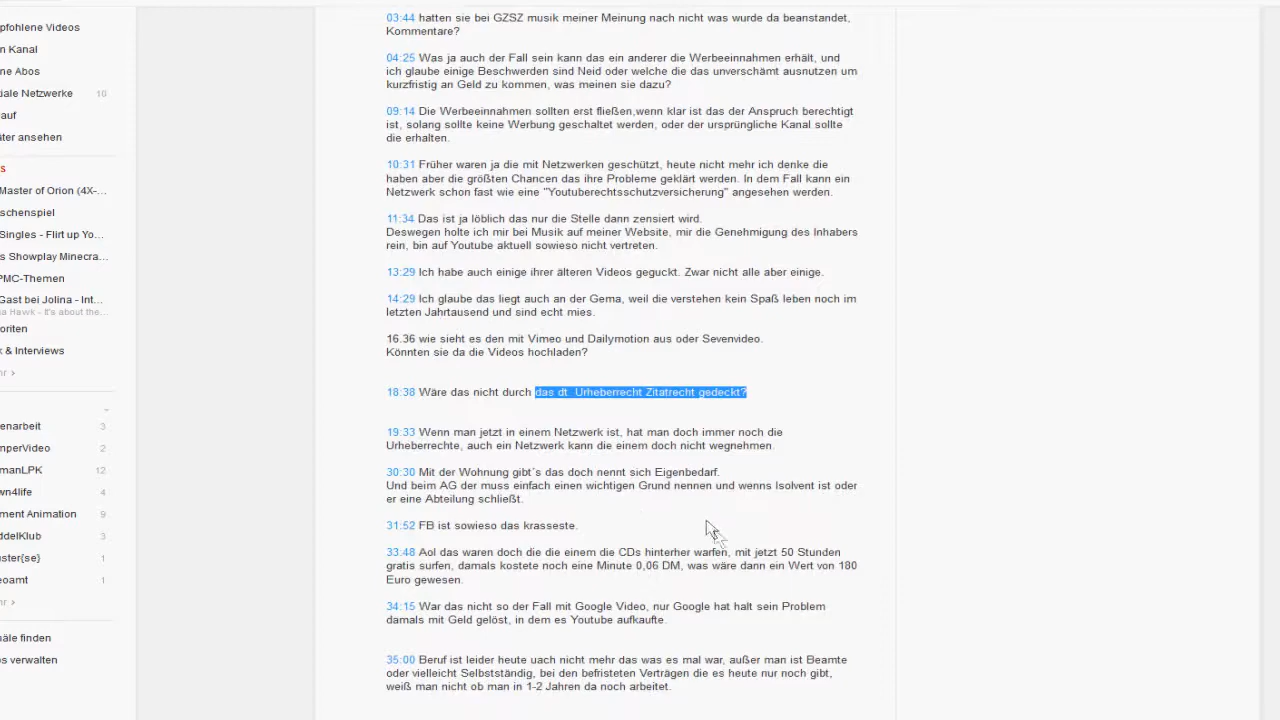 pfohlene Videos
n Kanal
ne Abos
iale Netzwerke 10
auf
äter ansehen
s
Master of Orion (4X-...
schenspiel
Singles - Flirt up Yo...
s Showplay Minecra...
PMC-Themen
Gast bei Jolina - Int...
a Hawk - It's about the...
oriten
k & Interviews
hr >
enarbeit 3
mperVideo 2
manLPK 12
wn4life 4
ment Animation 9
ddelKlub 3
ster{se} 1
eoamt 1
hr >
äle finden
os verwalten
03:44 hatten sie bei GZSZ musik meiner Meinung nach nicht was wurde da beanstandet,
Kommentare?
04:25 Was ja auch der Fall sein kann das ein anderer die Werbeeinnahmen erhält, und
ich glaube einige Beschwerden sind Neid oder welche die das unverschämt ausnutzen um
kurzfristig an Geld zu kommen, was meinen sie dazu?
09:14 Die Werbeeinnahmen sollten erst fließen,wenn klar ist das der Anspruch berechtigt
ist, solang sollte keine Werbung geschaltet werden, oder der ursprüngliche Kanal sollte
die erhalten.
10:31 Früher waren ja die mit Netzwerken geschützt, heute nicht mehr ich denke die
haben aber die größten Chancen das ihre Probleme geklärt werden. In dem Fall kann ein
Netzwerk schon fast wie eine "Youtuberechtsschutzversicherung" angesehen werden.
11:34 Das ist ja löblich das nur die Stelle dann zensiert wird.
Deswegen holte ich mir bei Musik auf meiner Website, mir die Genehmigung des Inhabers
rein, bin auf Youtube aktuell sowieso nicht vertreten.
13:29 Ich habe auch einige ihrer älteren Videos geguckt. Zwar nicht alle aber einige.
14:29 Ich glaube das liegt auch an der Gema, weil die verstehen kein Spaß leben noch im
letzten Jahrtausend und sind echt mies.
16.36 wie sieht es den mit Vimeo und Dailymotion aus oder Sevenvideo.
Könnten sie da die Videos hochladen?
18:38 Wäre das nicht durch das dt. Urheberrecht Zitatrecht gedeckt?
19:33 Wenn man jetzt in einem Netzwerk ist, hat man doch immer noch die
Urheberrechte, auch ein Netzwerk kann die einem doch nicht wegnehmen.
30:30 Mit der Wohnung gibt`s das doch nennt sich Eigenbedarf.
Und beim AG der muss einfach einen wichtigen Grund nennen und wenns Isolvent ist oder
er eine Abteilung schließt.
31:52 FB ist sowieso das krasseste.
33:48 Aol das waren doch die die einem die CDs hinterher warfen, mit jetzt 50 Stunden
gratis surfen, damals kostete noch eine Minute 0,06 DM, was wäre dann ein Wert von 180
Euro gewesen.
34:15 War das nicht so der Fall mit Google Video, nur Google hat halt sein Problem
damals mit Geld gelöst, in dem es Youtube aufkaufte.
35:00 Beruf ist leider heute uach nicht mehr das was es mal war, außer man ist Beamte
oder vielleicht Selbstständig, bei den befristeten Verträgen die es heute nur noch gibt,
weiß man nicht ob man in 1-2 Jahren da noch arbeitet.